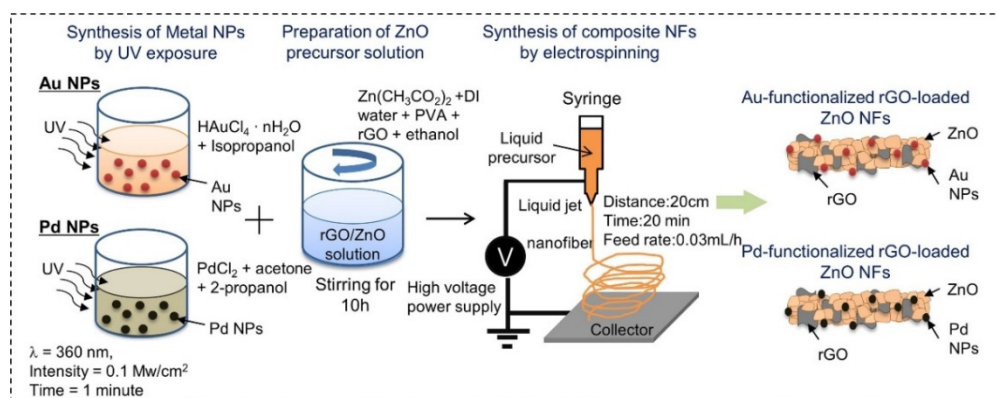 Synthesis of Metal NPs
by UV exposure
Au NPs
UV
HAuCl₄ · nH₂O
+ Isopropanol
Au
NPs
Pd NPs
UV
PdCl₂ + acetone
+ 2-propanol
Pd NPs
λ = 360 nm,
Intensity = 0.1 Mw/cm²
Time = 1 minute
+
Preparation of ZnO
precursor solution
Zn(CH₃CO₂)₂ +DI
water + PVA +
rGO + ethanol
rGO/ZnO
solution
Stirring for
10h
Synthesis of composite NFs
by electrospinning
Syringe
Liquid
precursor
Liquid jet
nanofiber
Distance:20cm
Time:20 min
Feed rate:0.03mL/h
V
High voltage
power supply
Collector
Au-functionalized rGO-loaded
ZnO NFs
ZnO
Au
NPs
rGO
Pd-functionalized rGO-loaded
ZnO NFs
ZnO
Pd
NPs
rGO